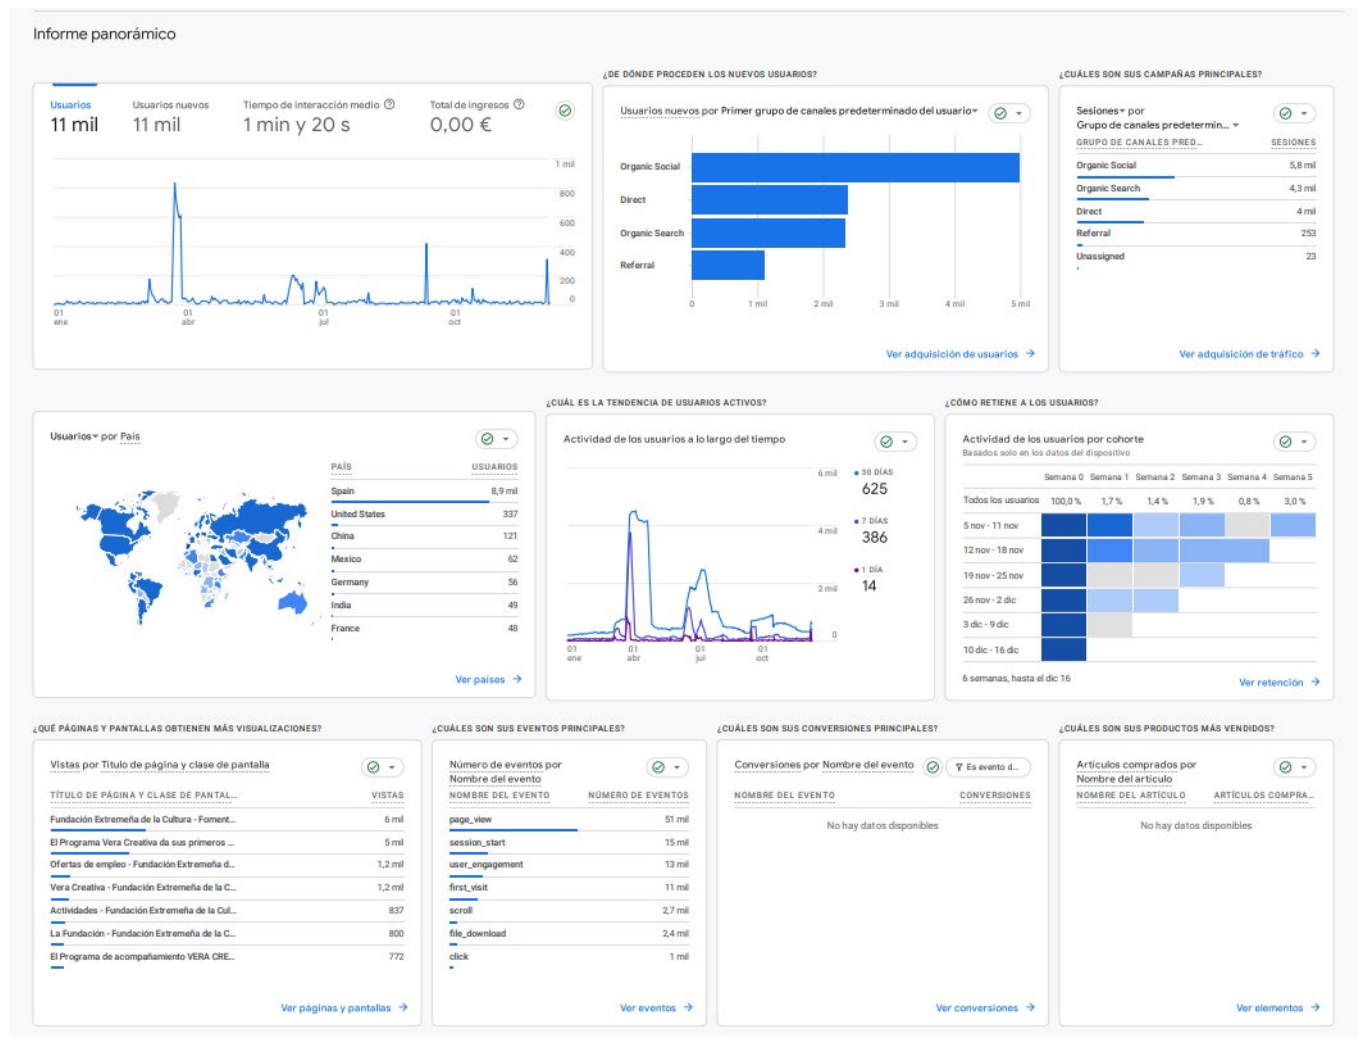 Informe panorámico
Usuarios
11 mil
Usuarios nuevos
11 mil
Tiempo de interacción medio
1 min y 20 s
Total de ingresos
0,00 €
1 mil
800
600
400
200
0
01 ene
01 abr
01 jul
01 oct
¿DE DÓNDE PROCEDEN LOS NUEVOS USUARIOS?
Usuarios nuevos por Primer grupo de canales predeterminado del usuario
Organic Social
Direct
Organic Search
Referral
0
1 mil
2 mil
3 mil
4 mil
5 mil
Ver adquisición de usuarios
¿CUÁLES SON SUS CAMPAÑAS PRINCIPALES?
Sesiones por
Grupo de canales predetermin...
GRUPO DE CANALES PRED... SESIONES
Organic Social 5,8 mil
Organic Search 4,3 mil
Direct 4 mil
Referral 253
Unassigned 23
Ver adquisición de tráfico
Usuarios por País
PAÍS USUARIOS
Spain 8,9 mil
United States 337
China 121
Mexico 62
Germany 56
India 49
France 48
Ver países
¿CUÁL ES LA TENDENCIA DE USUARIOS ACTIVOS?
Actividad de los usuarios a lo largo del tiempo
6 mil
4 mil
2 mil
0
01 ene
01 abr
01 jul
01 oct
30 DÍAS
625
7 DÍAS
386
1 DÍA
14
¿CÓMO RETIENE A LOS USUARIOS?
Actividad de los usuarios por cohorte
Basados solo en los datos del dispositivo
Semana 0 Semana 1 Semana 2 Semana 3 Semana 4 Semana 5
Todos los usuarios 100,0 % 1,7 % 1,4 % 1,9 % 0,8 % 3,0 %
5 nov - 11 nov
12 nov - 18 nov
19 nov - 25 nov
26 nov - 2 dic
3 dic - 9 dic
10 dic - 16 dic
6 semanas, hasta el dic 16
Ver retención
¿QUÉ PÁGINAS Y PANTALLAS OBTIENEN MÁS VISUALIZACIONES?
Vistas por Título de página y clase de pantalla
TÍTULO DE PÁGINA Y CLASE DE PANTAL... VISTAS
Fundación Extremeña de la Cultura - Foment... 6 mil
El Programa Vera Creativa da sus primeros ... 5 mil
Ofertas de empleo - Fundación Extremeña d... 1,2 mil
Vera Creativa - Fundación Extremeña de la C... 1,2 mil
Actividades - Fundación Extremeña de la Cul... 837
La Fundación - Fundación Extremeña de la C... 800
El Programa de acompañamiento VERA CRE... 772
Ver páginas y pantallas
¿CUÁLES SON SUS EVENTOS PRINCIPALES?
Número de eventos por
Nombre del evento
NOMBRE DEL EVENTO NÚMERO DE EVENTOS
page_view 51 mil
session_start 15 mil
user_engagement 13 mil
first_visit 11 mil
scroll 2,7 mil
file_download 2,4 mil
click 1 mil
Ver eventos
¿CUÁLES SON SUS CONVERSIONES PRINCIPALES?
Conversiones por Nombre del evento
Es evento d...
NOMBRE DEL EVENTO CONVERSIONES
No hay datos disponibles
Ver conversiones
¿CUÁLES SON SUS PRODUCTOS MÁS VENDIDOS?
Artículos comprados por
Nombre del artículo
NOMBRE DEL ARTÍCULO ARTÍCULOS COMPRA...
No hay datos disponibles
Ver elementos